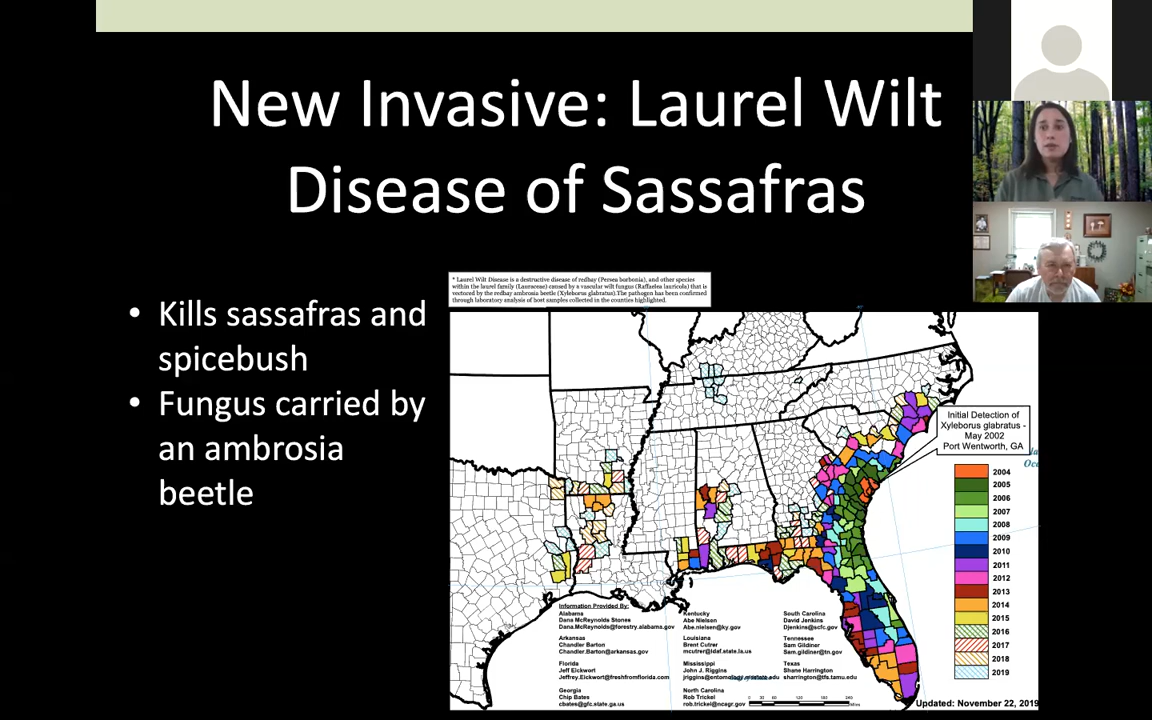 New Invasive: Laurel Wilt
Disease of Sassafras
• Kills sassafras and
spicebush
• Fungus carried by
an ambrosia
beetle
* Laurel Wilt Disease is a destructive disease of redbay (Persea borbonia), and other species
within the laurel family (Lauraceae) caused by a vascular wilt fungus (Raffaelea lauricola) that is
vectored by the redbay ambrosia beetle (Xyleborus glabratus). The pathogen has been confirmed
through laboratory analysis of host samples collected in the counties highlighted.
Initial Detection of
Xyleborus glabratus -
May 2002
Port Wentworth, GA
2004
2005
2006
2007
2008
2009
2010
2011
2012
2013
2014
2015
2016
2017
2018
2019
Information Provided By:
Alabama
Dana McReynolds Stones
Dana.McReynolds@forestry.alabama.gov
Arkansas
Chandler Barton
Chandler.Barton@arkansas.gov
Florida
Jeff Eickwort
Jeffrey.Eickwort@freshfromflorida.com
Georgia
Chip Bates
cbates@gfc.state.ga.us
Kentucky
Abe Nielsen
Abe.nielsen@ky.gov
Louisiana
Brent Cutrer
mcutrer@ldaf.state.la.us
Mississippi
John J. Riggins
North Carolina
Rob Trickel
rob.trickel@ncagr.gov
South Carolina
David Jenkins
Djenkins@scfc.gov
Tennessee
Sam Gildiner
Sam.gildiner@tn.gov
Texas
Shane Harrington
sharrington@tfs.tamu.edu
Miles
Updated: November 22, 2019